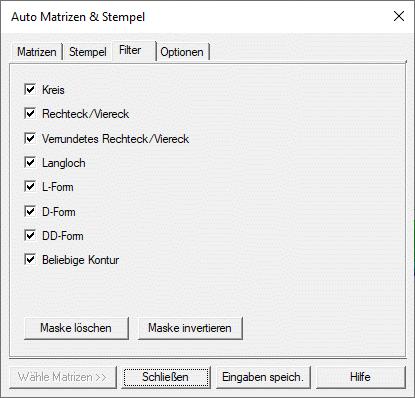 Auto Matrizen & Stempel
Matrizen Stempel Filter Optionen
Kreis
Rechteck/Viereck
Verrundetes Rechteck/Viereck
Langloch
L-Form
D-Form
DD-Form
Beliebige Kontur
Maske löschen Maske invertieren
Wähle Matrizen >> Schließen Eingaben speich. Hilfe